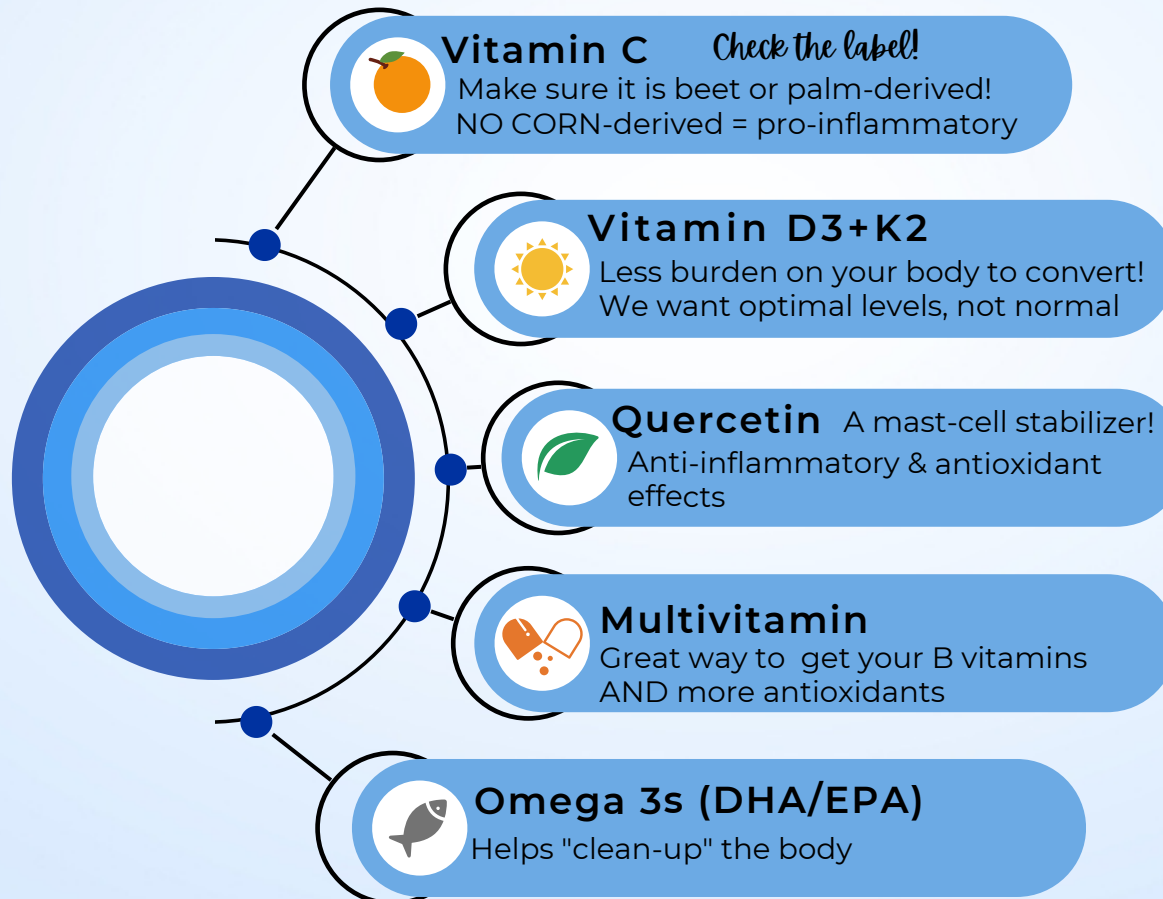 Vitamin C Check the label!
Make sure it is beet or palm-derived!
NO CORN-derived = pro-inflammatory
Vitamin D3+K2
Less burden on your body to convert!
We want optimal levels, not normal
Quercetin A mast-cell stabilizer!
Anti-inflammatory & antioxidant
effects
Multivitamin
Great way to get your B vitamins
AND more antioxidants
Omega 3s (DHA/EPA)
Helps "clean-up" the body